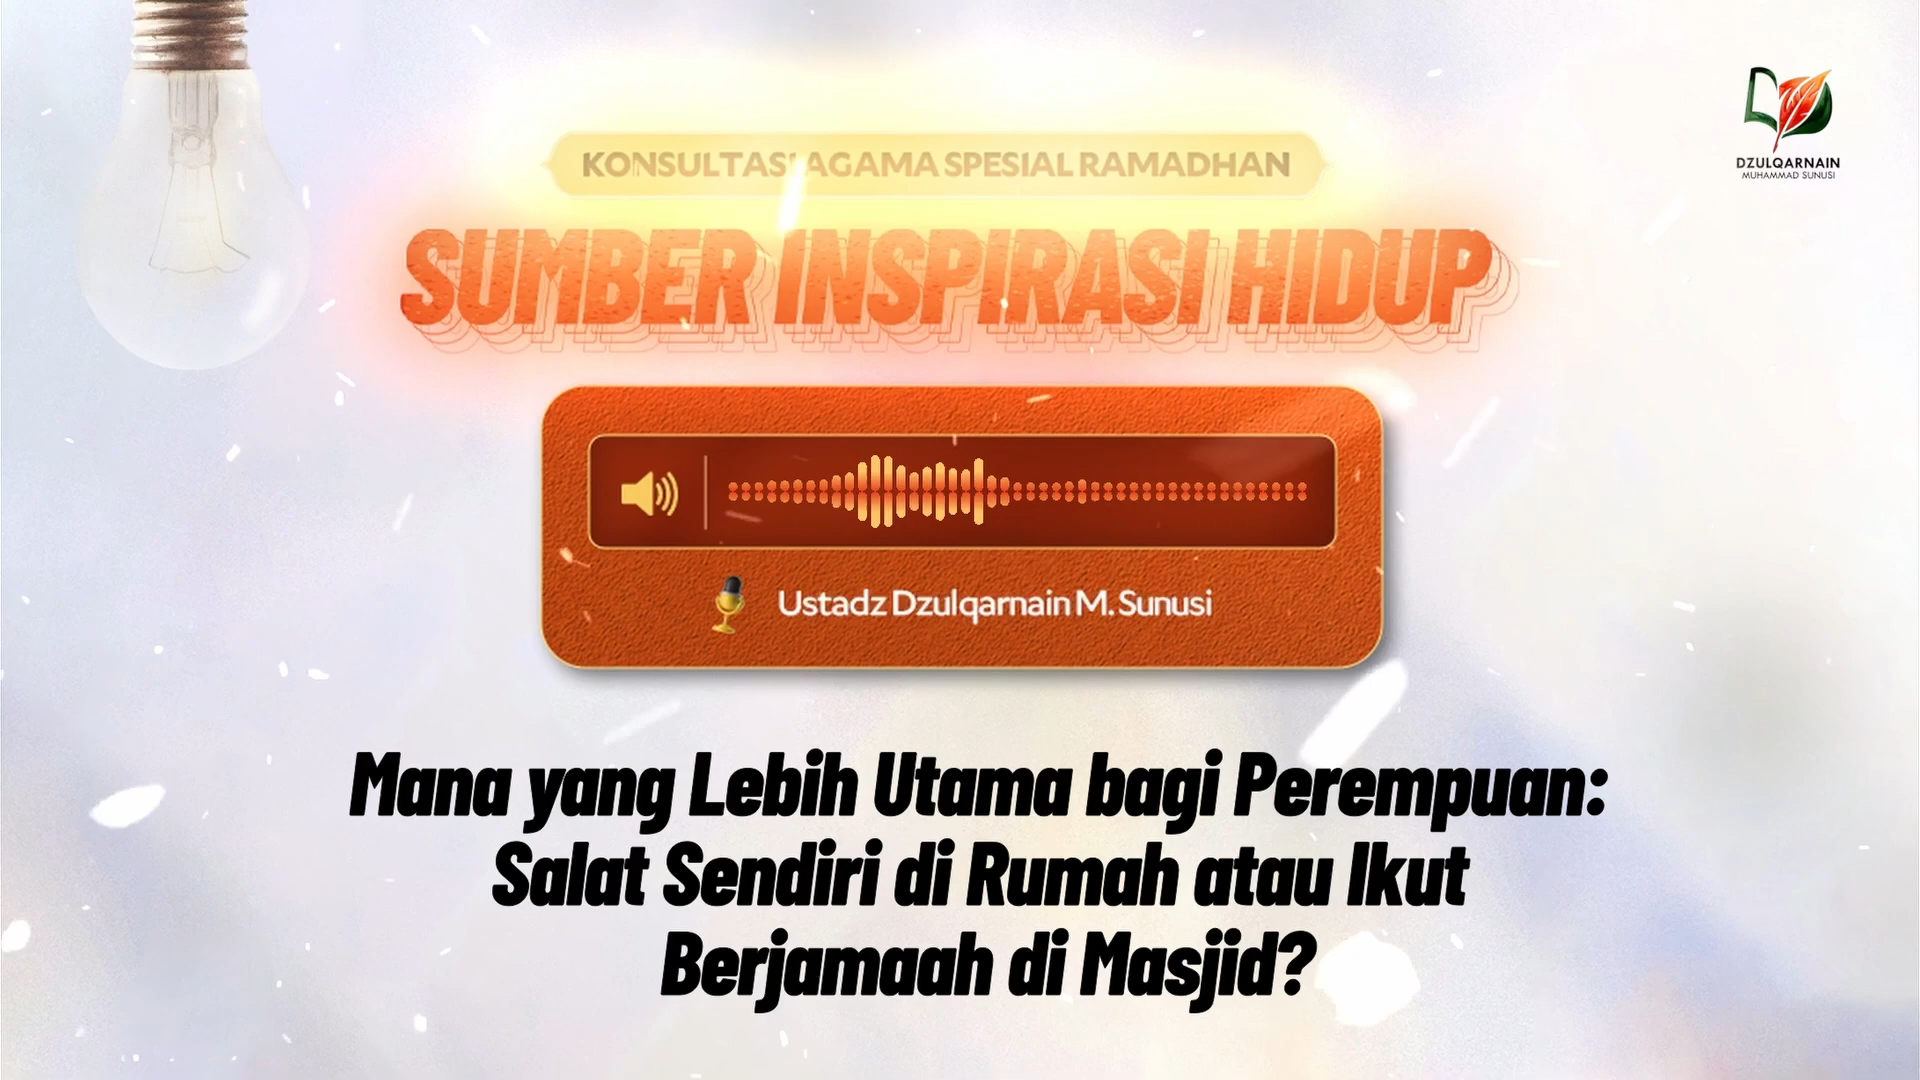 KONSULTASI AGAMA SPESIAL RAMADHAN
DZULQARNAIN
MUHAMMAD SUNUSI
SUMBER INSPIRASI HIDUP
Ustadz Dzulqarnain M. Sunusi
Mana yang Lebih Utama bagi Perempuan:
Salat Sendiri di Rumah atau Ikut
Berjamaah di Masjid?